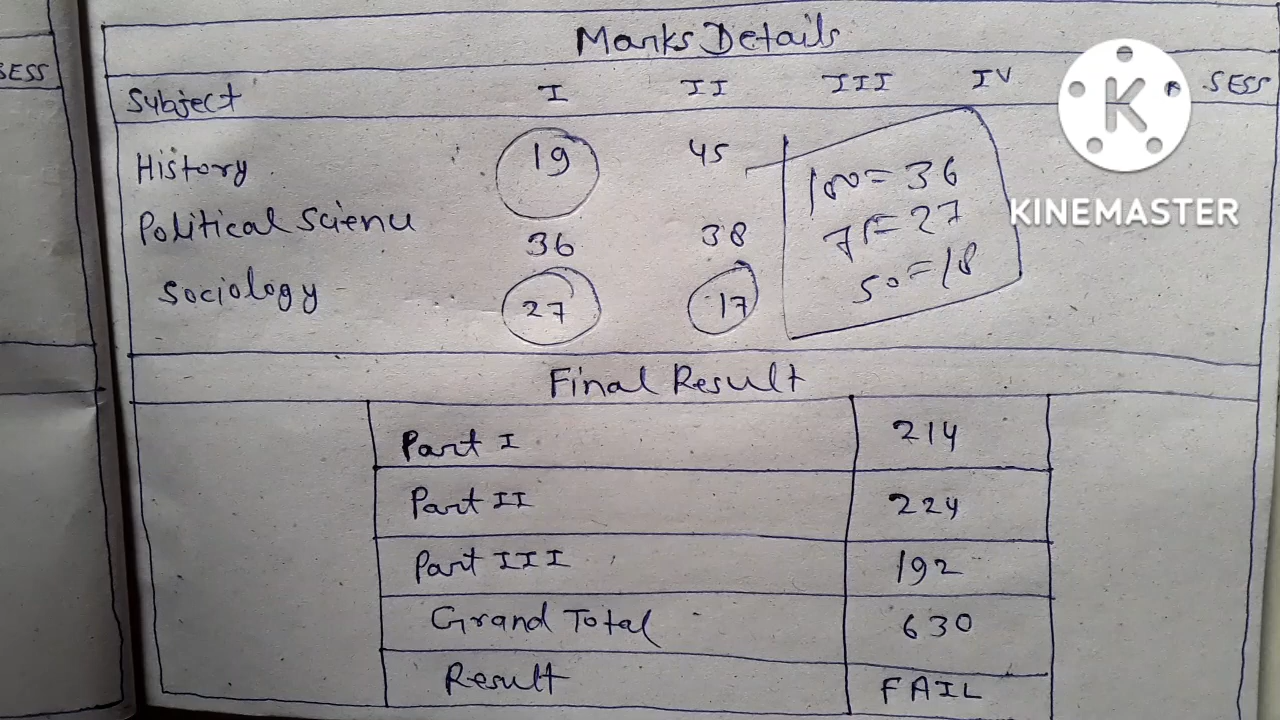 SESS
Marks Details
Subject I II III IV P SESS
History 19 45
Political Science 36 38
Sociology 27 17
100=36
75=27
50=18
KINEMASTER
Final Result
Part I 214
Part II 224
Part III 192
Grand Total 630
Result FAIL